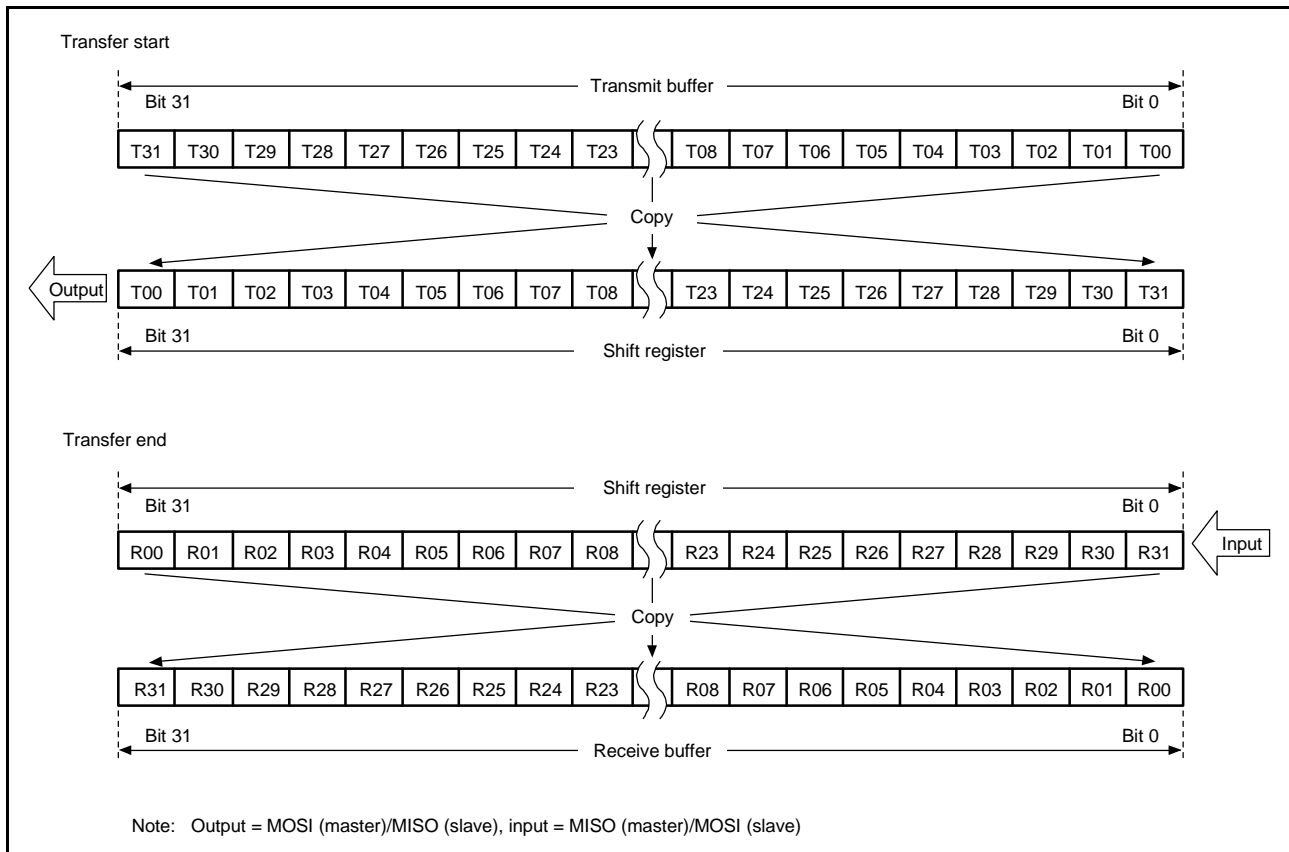 Transfer start
Transmit buffer
Bit 31 Bit 0
T31 T30 T29 T28 T27 T26 T25 T24 T23 T08 T07 T06 T05 T04 T03 T02 T01 T00
Copy
Output T00 T01 T02 T03 T04 T05 T06 T07 T08 T23 T24 T25 T26 T27 T28 T29 T30 T31
Bit 31 Bit 0
Shift register
Transfer end
Shift register
Bit 31 Bit 0
R00 R01 R02 R03 R04 R05 R06 R07 R08 R23 R24 R25 R26 R27 R28 R29 R30 R31 Input
Copy
R31 R30 R29 R28 R27 R26 R25 R24 R23 R08 R07 R06 R05 R04 R03 R02 R01 R00
Bit 31 Bit 0
Receive buffer
Note: Output = MOSI (master)/MISO (slave), input = MISO (master)/MOSI (slave)